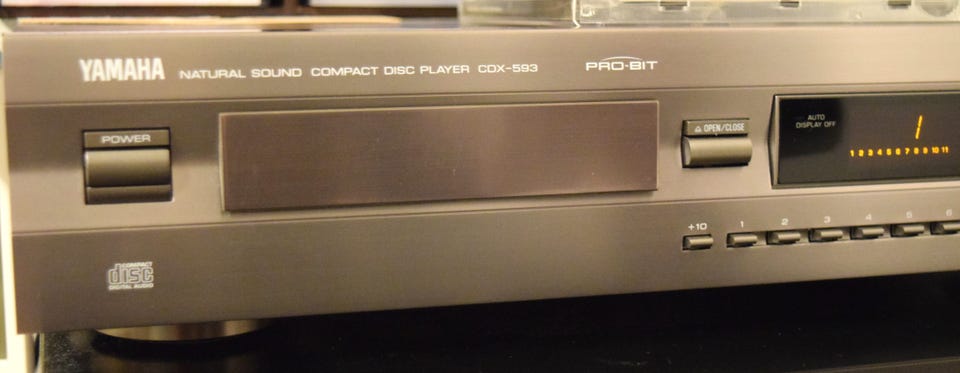 YAMAHA NATURAL SOUND COMPACT DISC PLAYER CDX-593 PRO-BIT
POWER
△ OPEN/CLOSE
AUTO
DISPLAY OFF
1
1 2 3 4 5 6 7 8 9 10 11
+10 1 2 3 4 5 6
COMPACT
disc
DIGITAL AUDIO